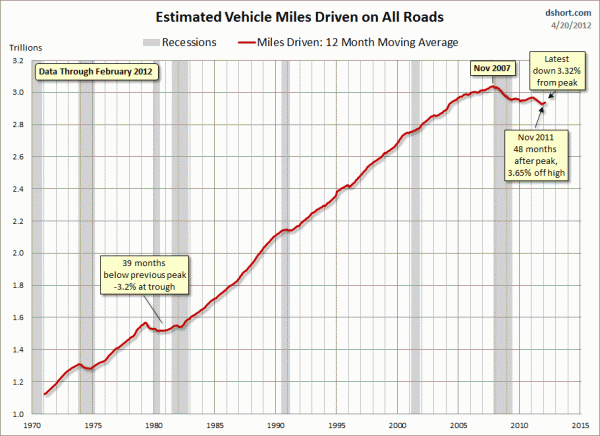 Estimated Vehicle Miles Driven on All Roads
dshort.com
4/20/2012
Trillions
Recessions
Miles Driven: 12 Month Moving Average
Data Through February 2012
Nov 2007
Latest
down 3.32%
from peak
Nov 2011
48 months
after peak,
3.65% off high
39 months
below previous peak
-3.2% at trough
3.2
3.0
2.8
2.6
2.4
2.2
2.0
1.8
1.6
1.4
1.2
1.0
1970
1975
1980
1985
1990
1995
2000
2005
2010
2015